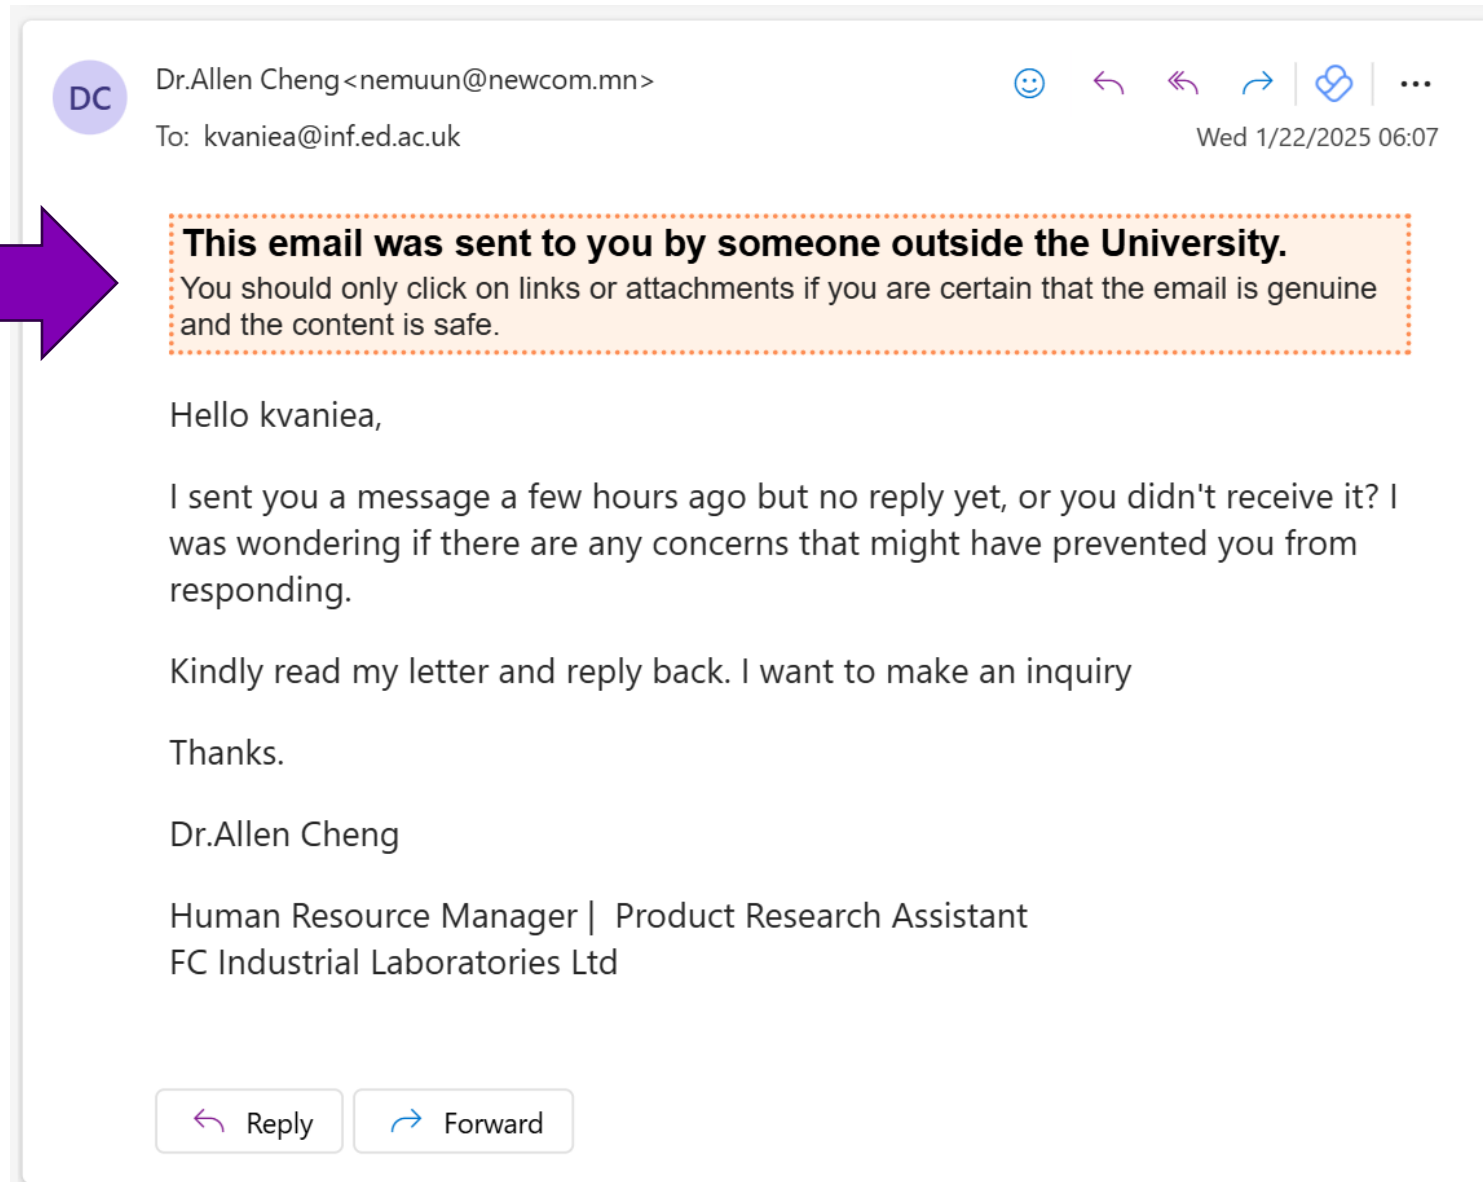 DC
Dr.Allen Cheng<nemuun@newcom.mn>
To: kvaniea@inf.ed.ac.uk
Wed 1/22/2025 06:07
This email was sent to you by someone outside the University.
You should only click on links or attachments if you are certain that the email is genuine
and the content is safe.
Hello kvaniea,
I sent you a message a few hours ago but no reply yet, or you didn't receive it? I
was wondering if there are any concerns that might have prevented you from
responding.
Kindly read my letter and reply back. I want to make an inquiry
Thanks.
Dr.Allen Cheng
Human Resource Manager | Product Research Assistant
FC Industrial Laboratories Ltd
Reply
Forward